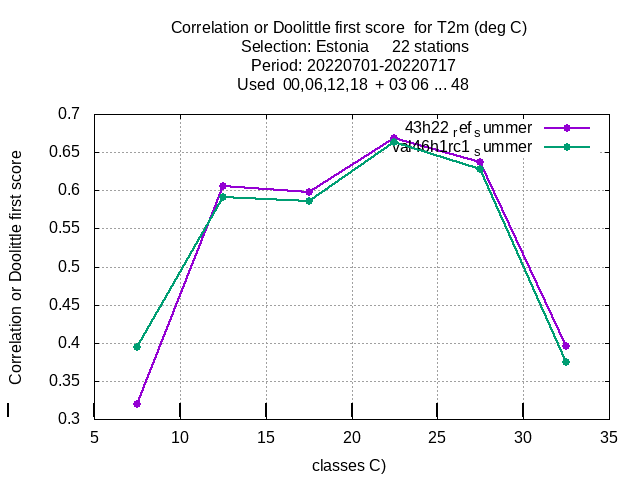 Correlation or Doolittle first score for T2m (deg C)
Selection: Estonia 22 stations
Period: 20220701-20220717
Used 00,06,12,18 + 03 06 ... 48
43h22refsummer
val46h1rc1summer
Correlation or Doolittle first score
0.7
0.65
0.6
0.55
0.5
0.45
0.4
0.35
0.3
5 10 15 20 25 30 35
classes C)